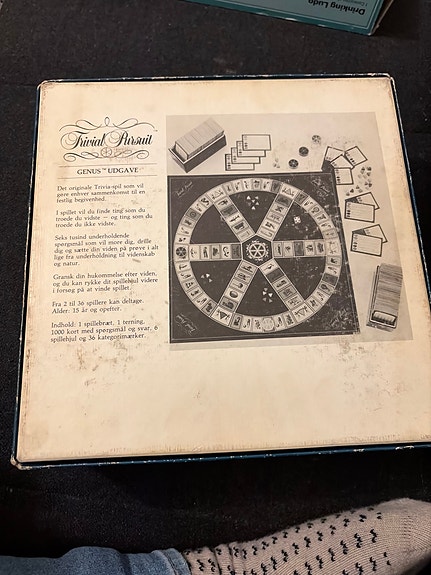 Drinking Ludo
Trivial Pursuit
GENUS™ UDGAVE
Det originale Trivia-spil som vil
gøre enhver sammenkomst til en
festlig begivenhed.
I spillet vil du finde ting som du
troede du vidste — og ting som du
troede du ikke vidste.
Seks tusind underholdende
spørgsmål som vil more dig, drille
dig og sætte din viden på prøve i alt
lige fra underholdning til videnskab
og natur.
Gransk din hukommelse efter viden,
og du kan rykke dit spillehjul videre
i forsøg på at vinde spillet.
Fra 2 til 36 spillere kan deltage.
Alder: 15 år og opefter.
Indhold: 1 spillebræt, 1 terning,
1000 kort med spørgsmål og svar, 6
spillehjul og 36 kategorimærker.